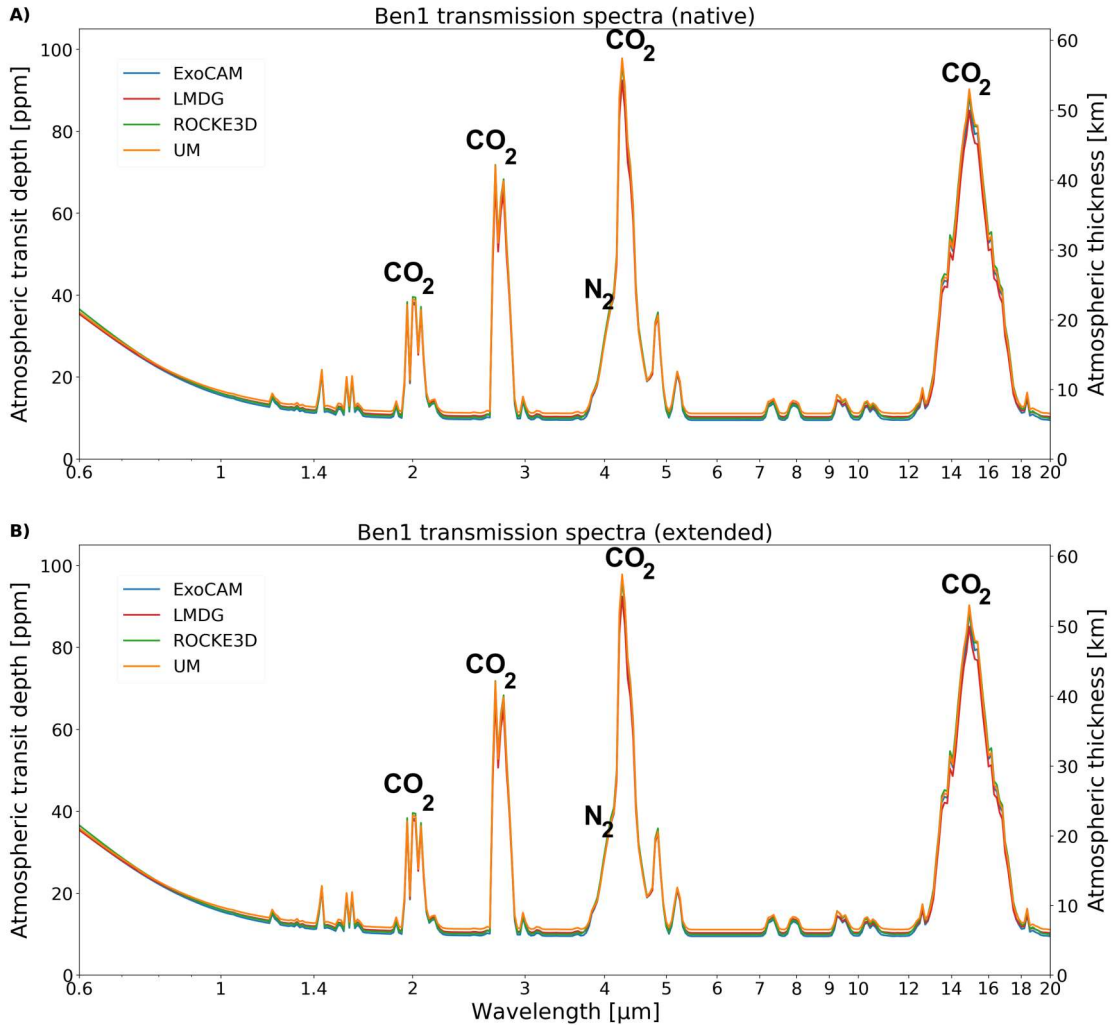 A)
Ben1 transmission spectra (native)
Atmospheric transit depth [ppm]
100
80
60
40
20
0
ExoCAM
LMDG
ROCKE3D
UM
CO2
CO2
N2
CO2
CO2
60
50
40
30
20
10
0
Atmospheric thickness [km]
0.6 1 1.4 2 3 4 5 6 7 8 9 10 12 14 16 18 20
B)
Ben1 transmission spectra (extended)
Atmospheric transit depth [ppm]
100
80
60
40
20
0
ExoCAM
LMDG
ROCKE3D
UM
CO2
CO2
N2
CO2
CO2
60
50
40
30
20
10
0
Atmospheric thickness [km]
0.6 1 1.4 2 3 4 5 6 7 8 9 10 12 14 16 18 20
Wavelength [μm]